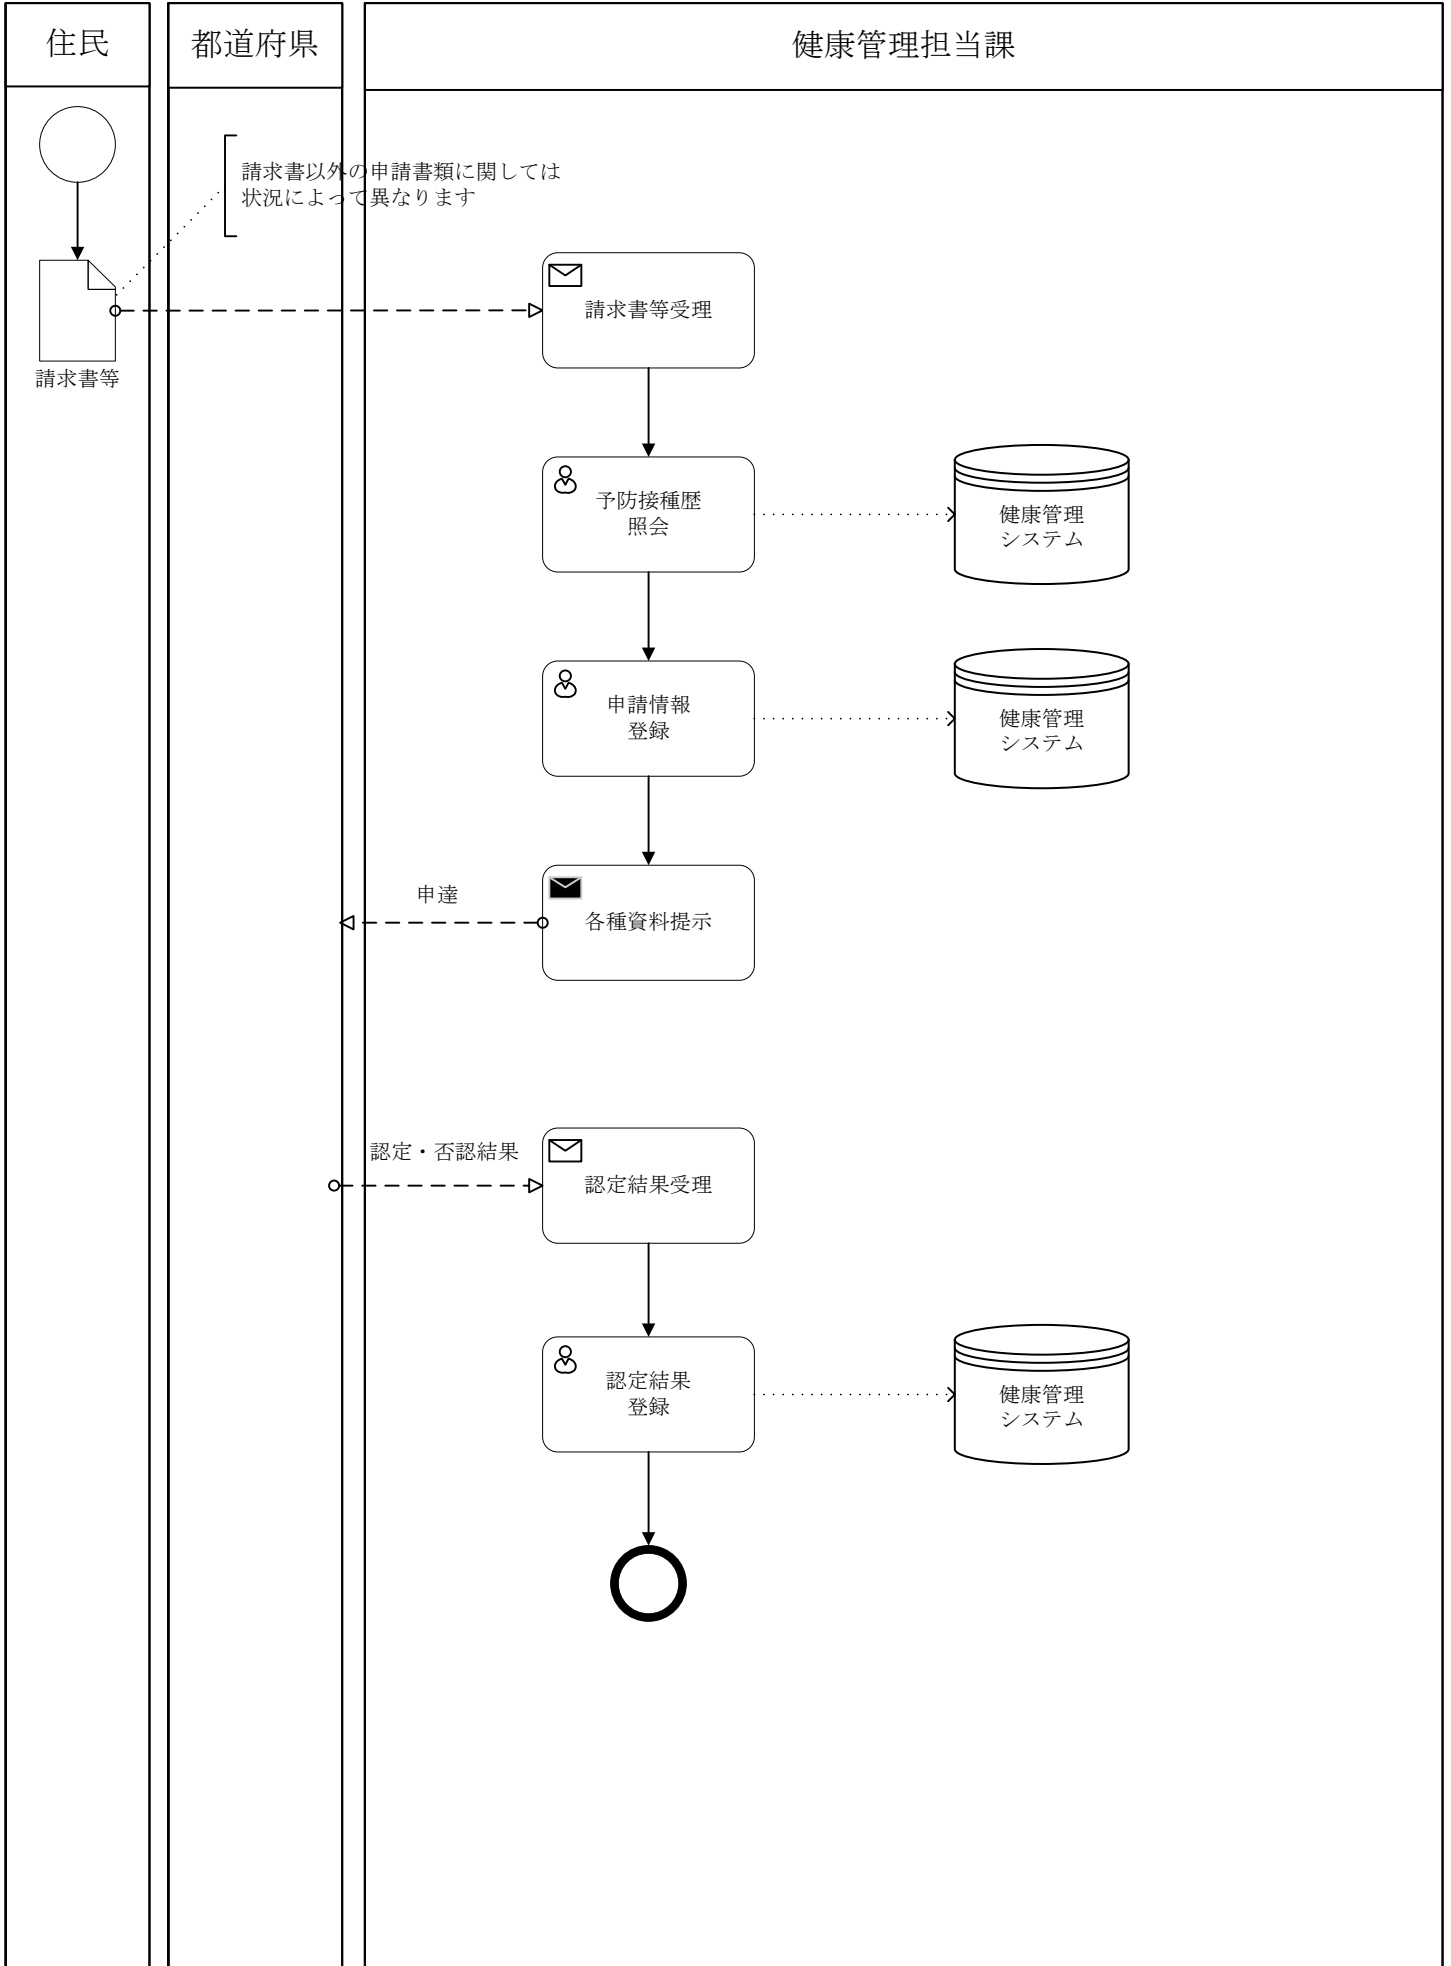 住民
都道府県
健康管理担当課
請求書以外の申請書類に関しては
状況によって異なります
請求書等
請求書等受理
予防接種歴
照会
健康管理
システム
申請情報
登録
健康管理
システム
申達
各種資料提示
認定・否認結果
認定結果受理
認定結果
登録
健康管理
システム